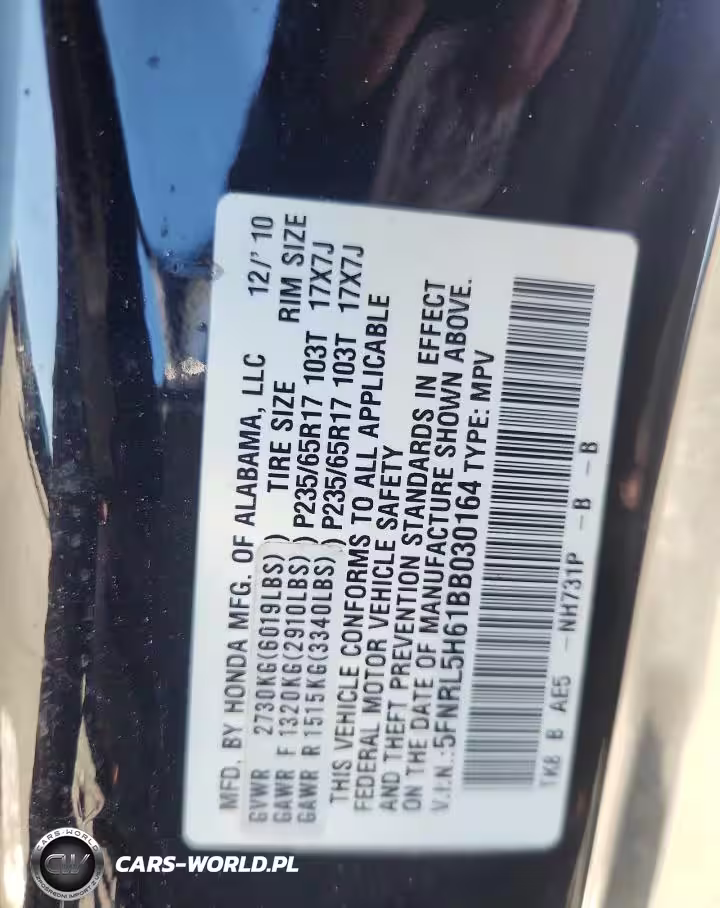 MFD. BY HONDA MFG. OF ALABAMA, LLC 12/' 10
GVWR 2730KG(6019LBS) TIRE SIZE RIM SIZE
GAWR F 1320KG(2910LBS) P235/65R17 103T 17X7J
GAWR R 1515KG(3340LBS) P235/65R17 103T 17X7J
THIS VEHICLE CONFORMS TO ALL APPLICABLE
FEDERAL MOTOR VEHICLE SAFETY
AND THEFT PREVENTION STANDARDS IN EFFECT
ON THE DATE OF MANUFACTURE SHOWN ABOVE.
V.I.N.:5FNRL5H61BB030164 TYPE: MPV
TK8 B AE5 -NH731P -B -B
CARS-WORLD
CW
CARS-WORLD.PL